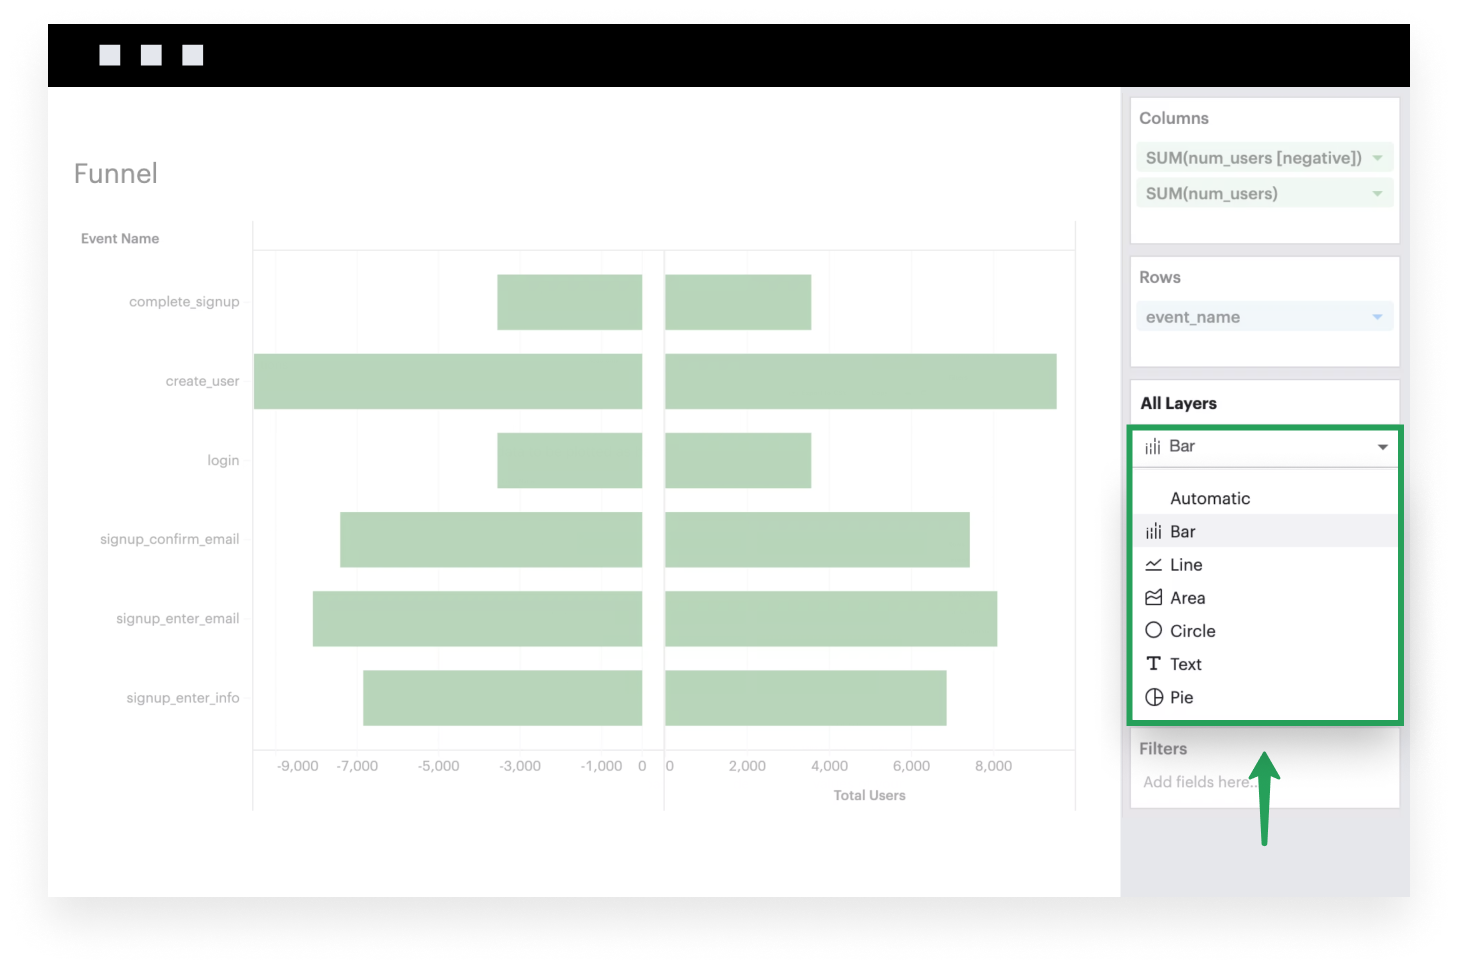 Funnel
Event Name
complete_signup
create_user
login
signup_confirm_email
signup_enter_email
signup_enter_info
-9,000 -7,000 -5,000 -3,000 -1,000 0 0 2,000 4,000 6,000 8,000
Total Users
Columns
SUM(num_users [negative])
SUM(num_users)
Rows
event_name
All Layers
Bar
Automatic
Bar
Line
Area
Circle
Text
Pie
Filters
Add fields here..